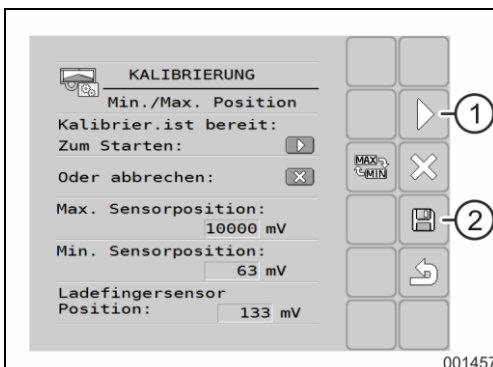 KALIBRIERUNG
Min./Max. Position
Kalibrier.ist bereit:
Zum Starten:
Oder abbrechen:
Max. Sensorposition:
10000 mV
Min. Sensorposition:
63 mV
Ladefingersensor
Position: 133 mV
MAX
MIN
1
2
001457